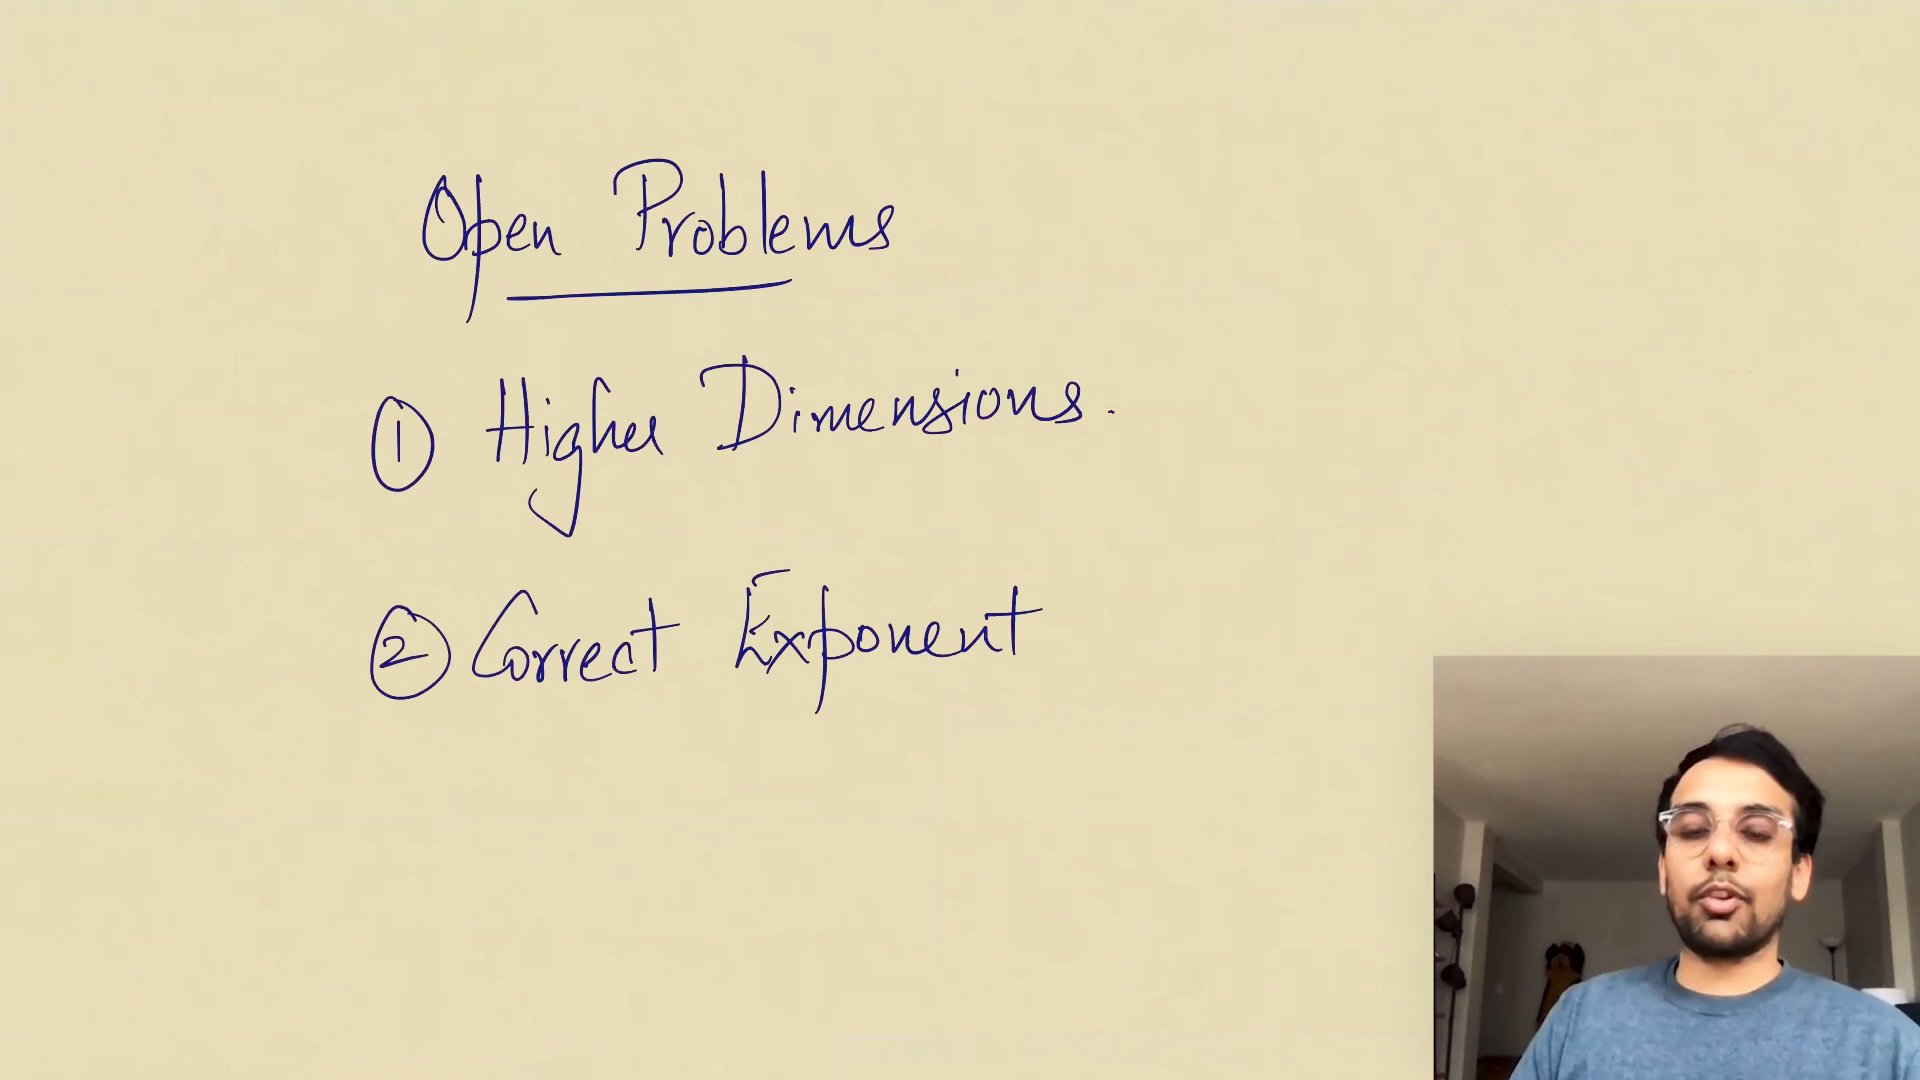 Open Problems
① Higher Dimensions.
② Correct Exponent